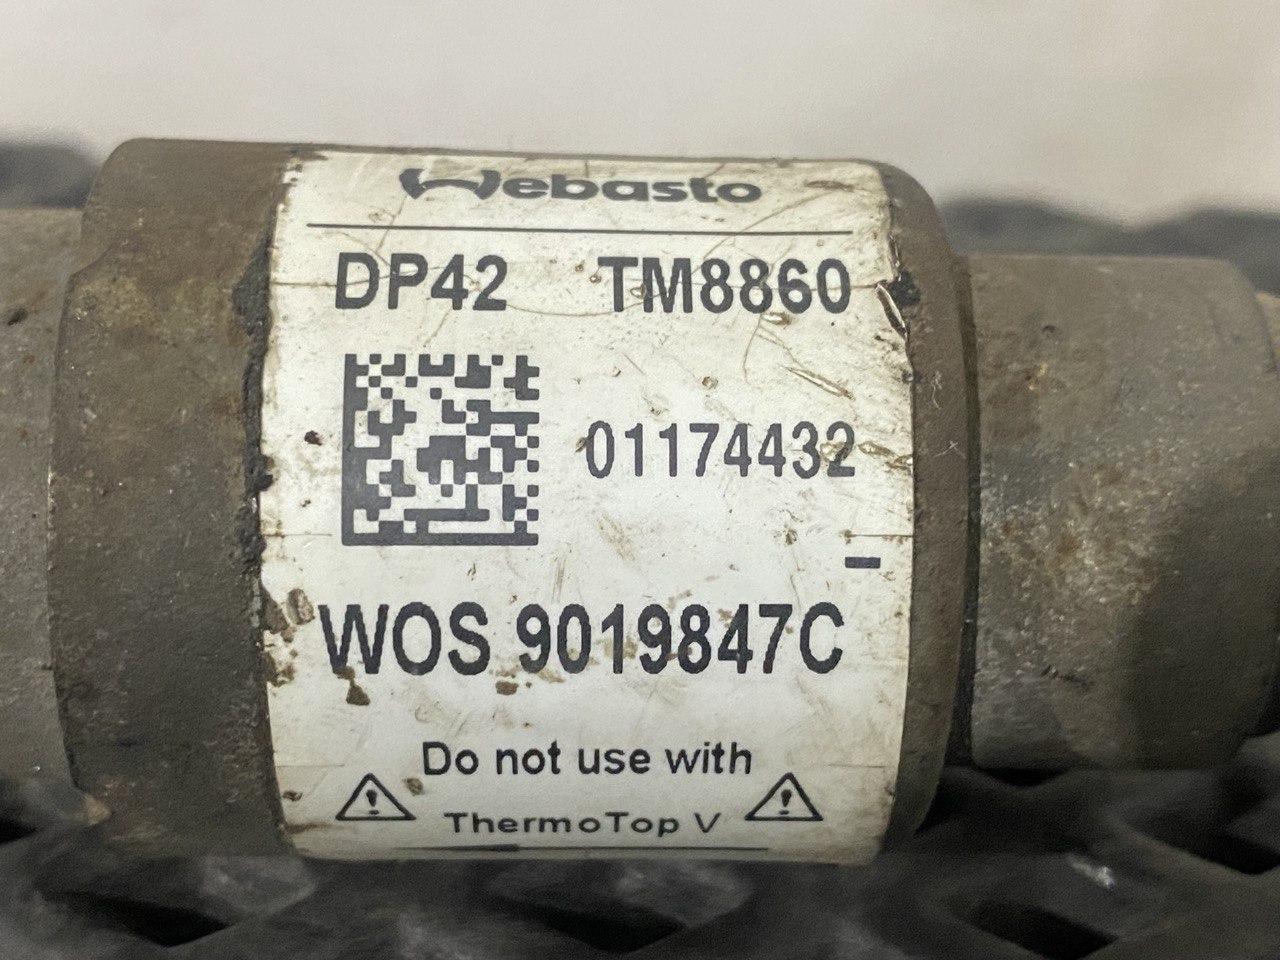 Webasto
DP42 TM8860
01174432
-
WOS 9019847C
Do not use with
ThermoTop V